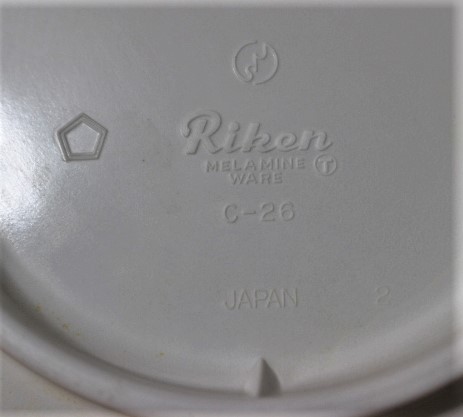 Riken
MELAMINE T
WARE
C-26
JAPAN 2